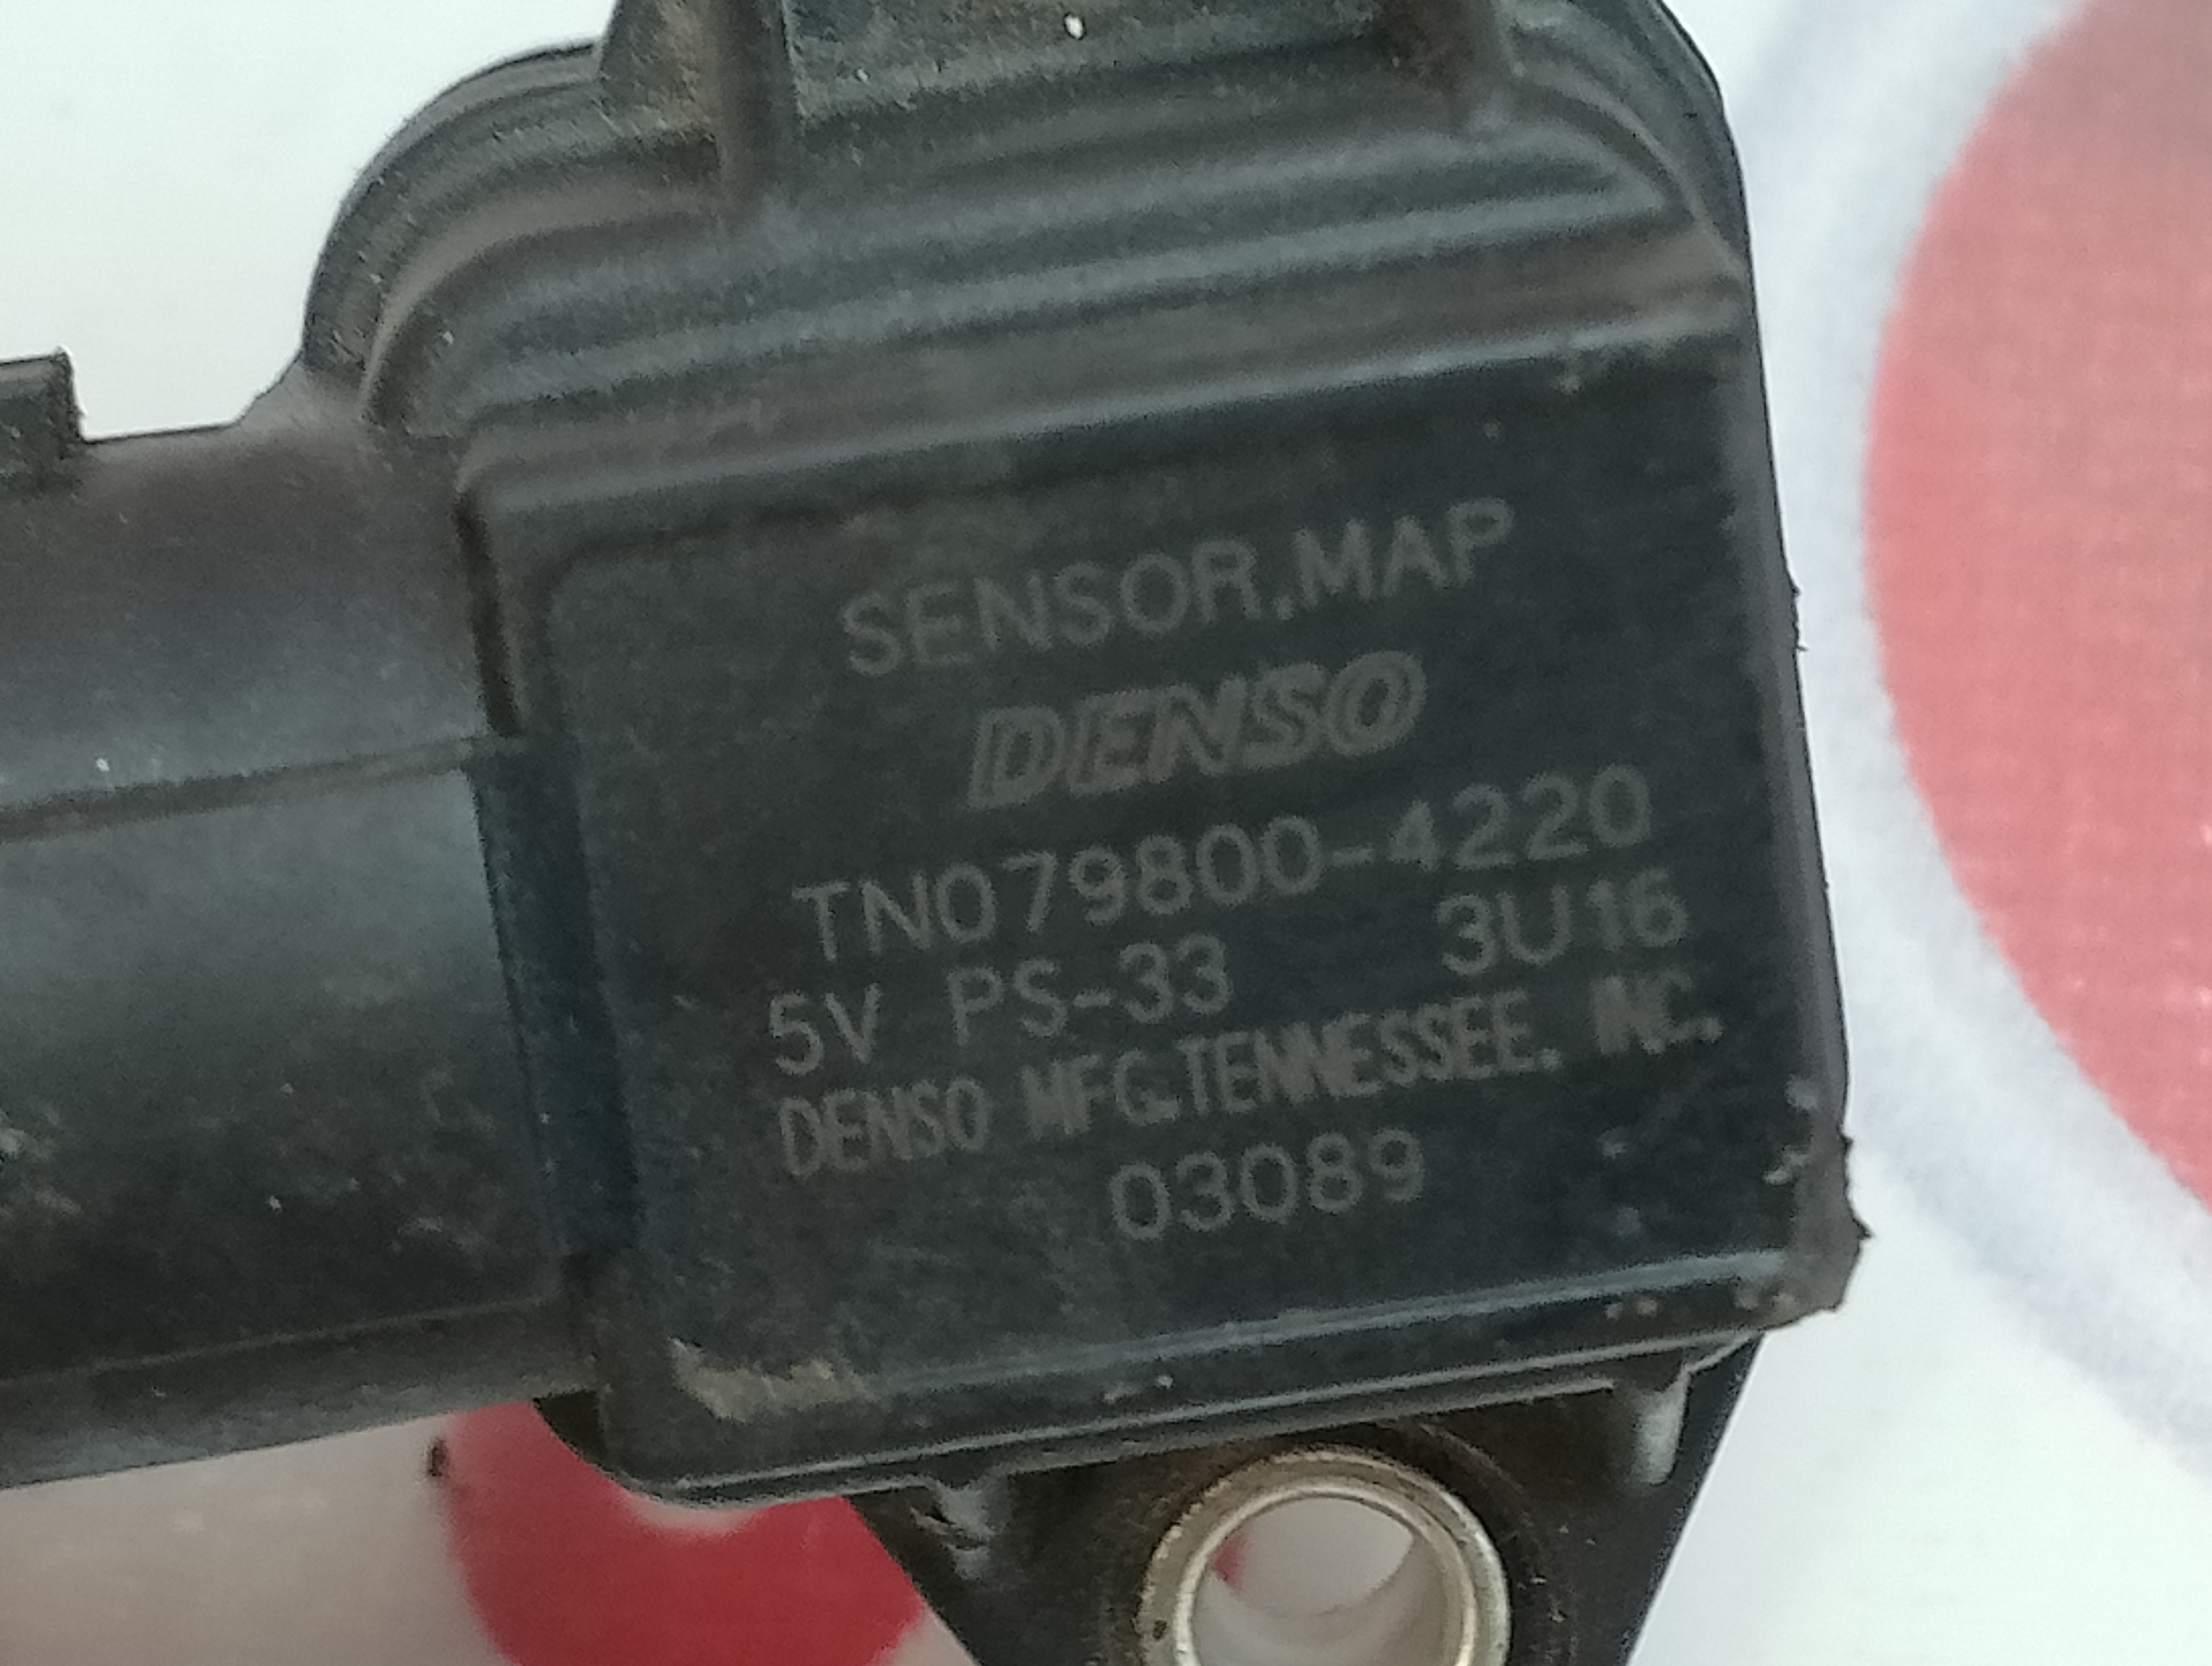 SENSOR,MAP
DENSO
TN079800-4220
5V PS-33 3U16
DENSO MFG.TENNESSEE, INC.
03089